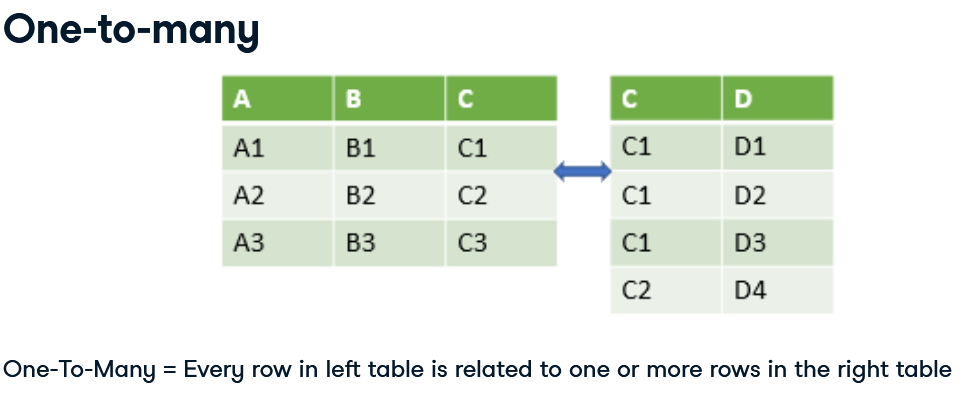 One-to-many
A B C
A1 B1 C1
A2 B2 C2
A3 B3 C3
C D
C1 D1
C1 D2
C1 D3
C2 D4
One-To-Many = Every row in left table is related to one or more rows in the right table